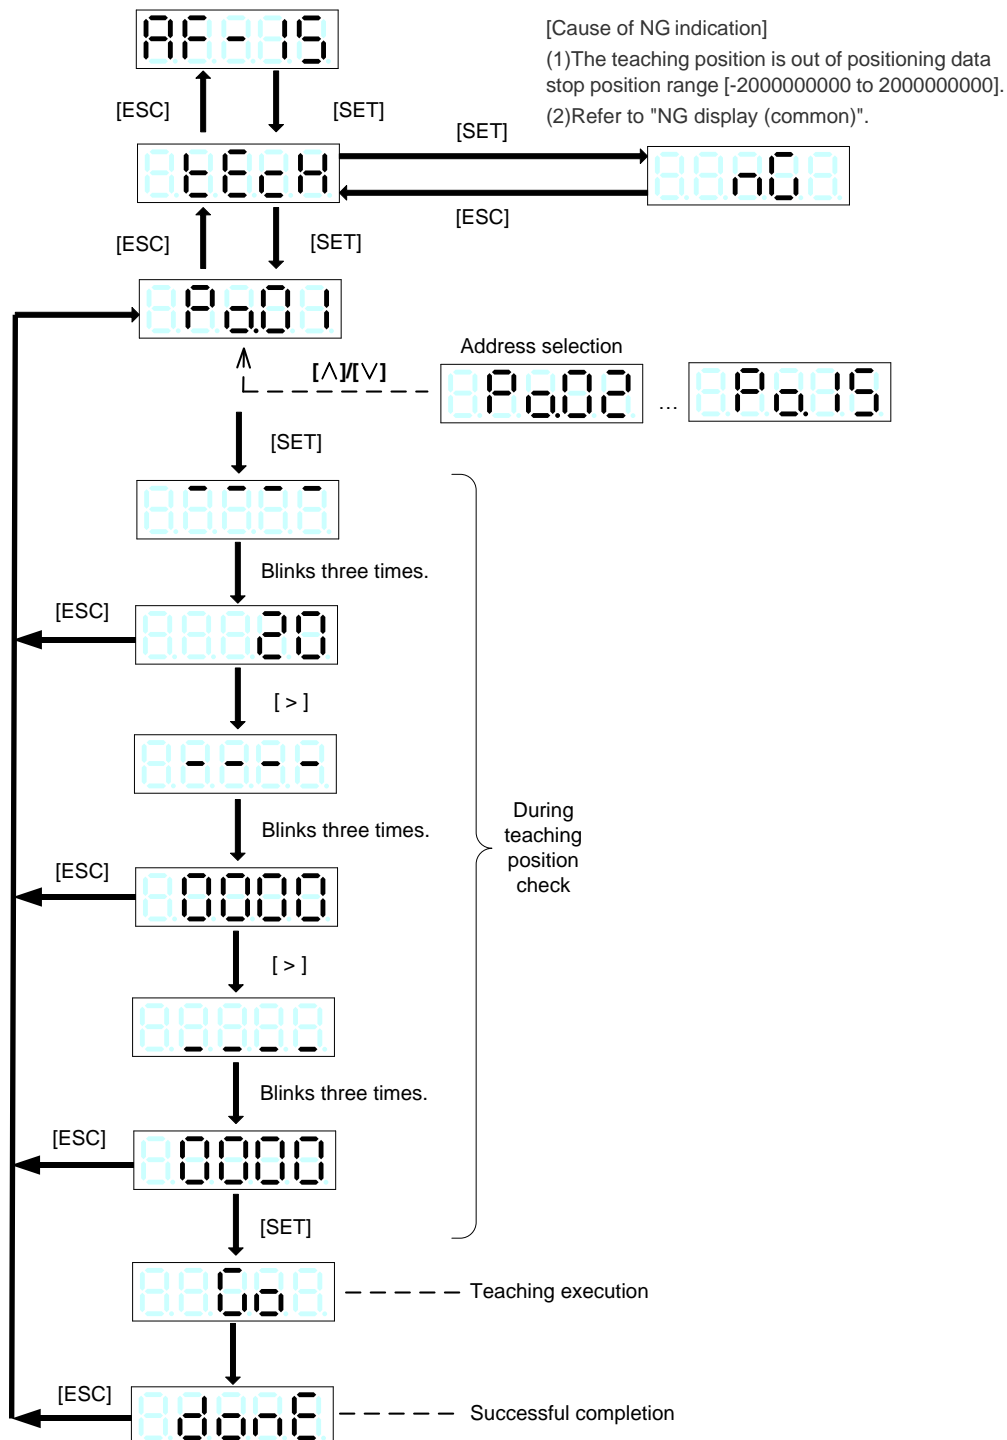 AF-15
[Cause of NG indication]
(1)The teaching position is out of positioning data
stop position range [-2000000000 to 2000000000].
(2)Refer to "NG display (common)".
[ESC]
[SET]
tEcH
[SET]
nG
[ESC]
[ESC]
[SET]
Po.01
[∧]/[∨]
Address selection
Po.02
...
Po.15
[SET]
- - - -
Blinks three times.
[ESC]
20
[ > ]
- - - -
Blinks three times.
During
teaching
position
check
[ESC]
0000
[ > ]
_ _ _ _
Blinks three times.
[ESC]
0000
[SET]
Go
Teaching execution
[ESC]
donE
Successful completion